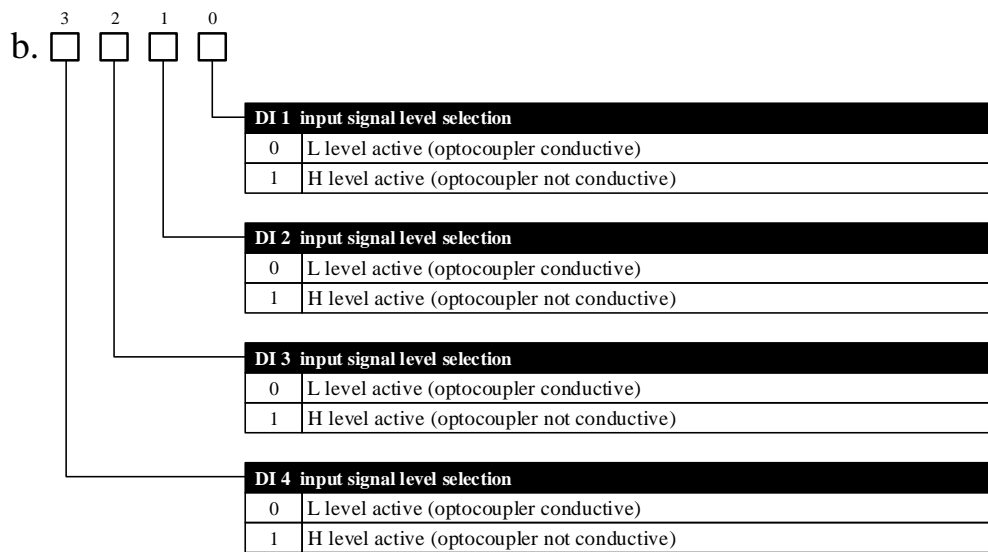 3 2 1 0
b.
DI 1 input signal level selection
0 L level active (optocoupler conductive)
1 H level active (optocoupler not conductive)
DI 2 input signal level selection
0 L level active (optocoupler conductive)
1 H level active (optocoupler not conductive)
DI 3 input signal level selection
0 L level active (optocoupler conductive)
1 H level active (optocoupler not conductive)
DI 4 input signal level selection
0 L level active (optocoupler conductive)
1 H level active (optocoupler not conductive)